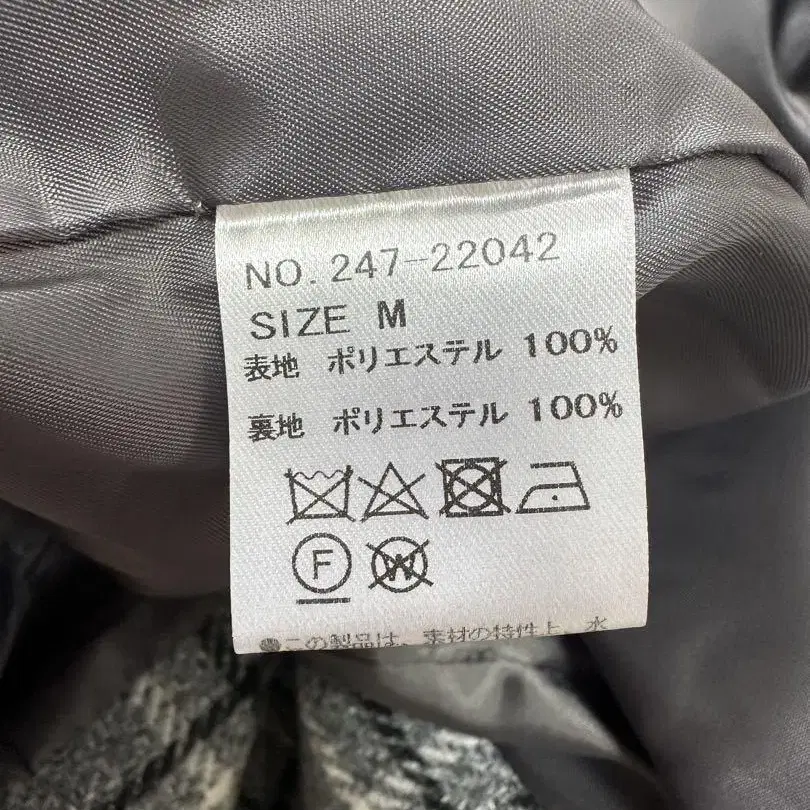 NO. 247-22042
SIZE M
表地 ポリエステル 100%
裏地 ポリエステル 100%
F W
●この製品は、素材の特性上、水